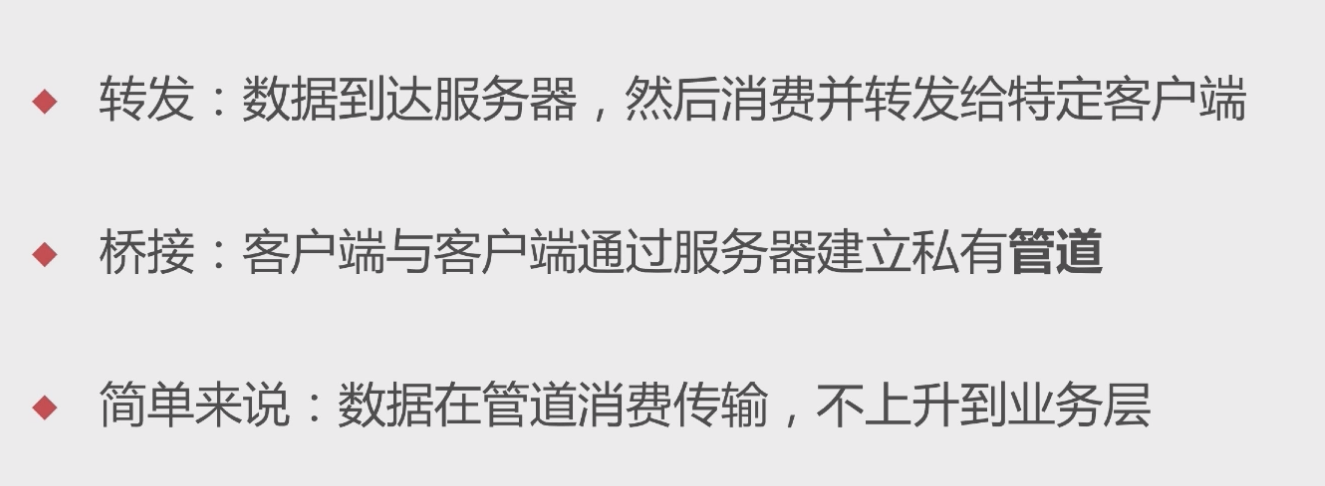 转发：数据到达服务器，然后消费并转发给特定客户端
桥接：客户端与客户端通过服务器建立私有管道
简单来说：数据在管道消费传输，不上升到业务层